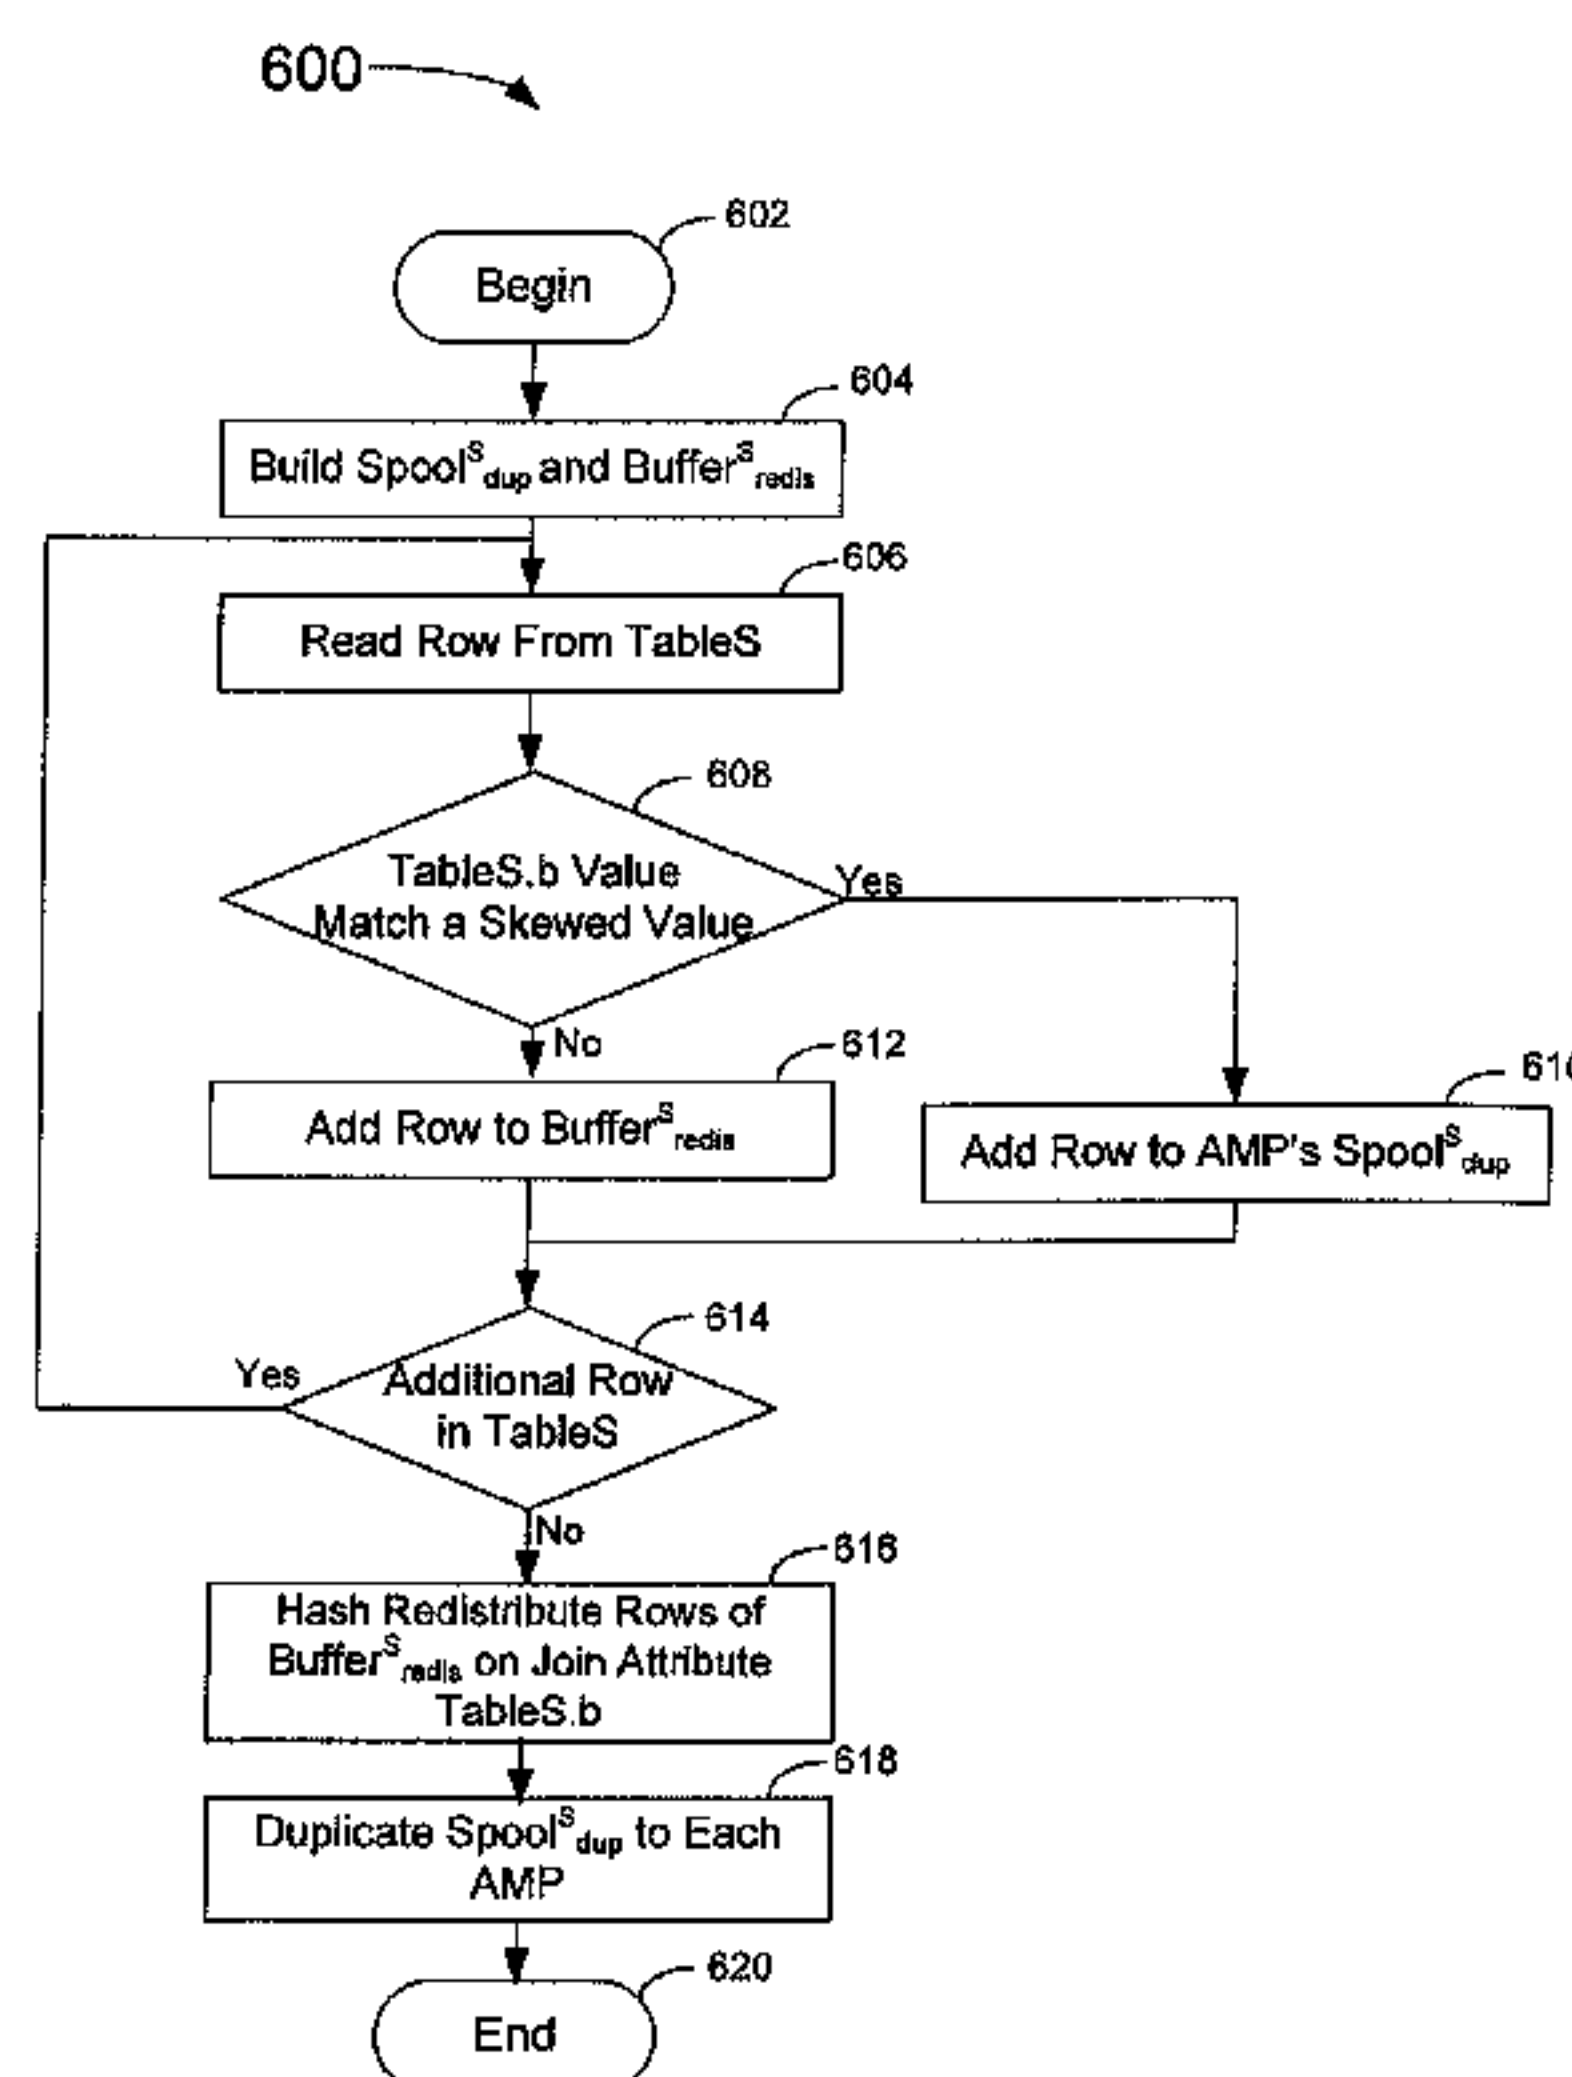 600
602
Begin
604
Build Spool^S_dup and Buffer^S_redis
606
Read Row From TableS
608
TableS.b Value
Match a Skewed Value
Yes
No
612
Add Row to Buffer^S_redis
Add Row to AMP's Spool^S_dup
614
Yes
Additional Row
in TableS
No
616
Hash Redistribute Rows of
Buffer^S_redis on Join Attribute
TableS.b
618
Duplicate Spool^S_dup to Each
AMP
620
End